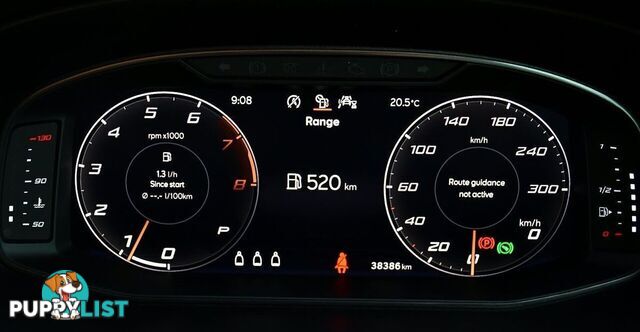 9:08
20.5°C
Range
520 km
38386 km
130
90
50
rpm x1000
0
1
2
3
4
5
6
7
8
1.3 l/h
Since start
Ø --,- l/100km
P
km/h
0
20
40
60
80
100
120
140
180
240
300
km/h
Route guidance
not active
P
1
1/2
0
PUPPYLIST